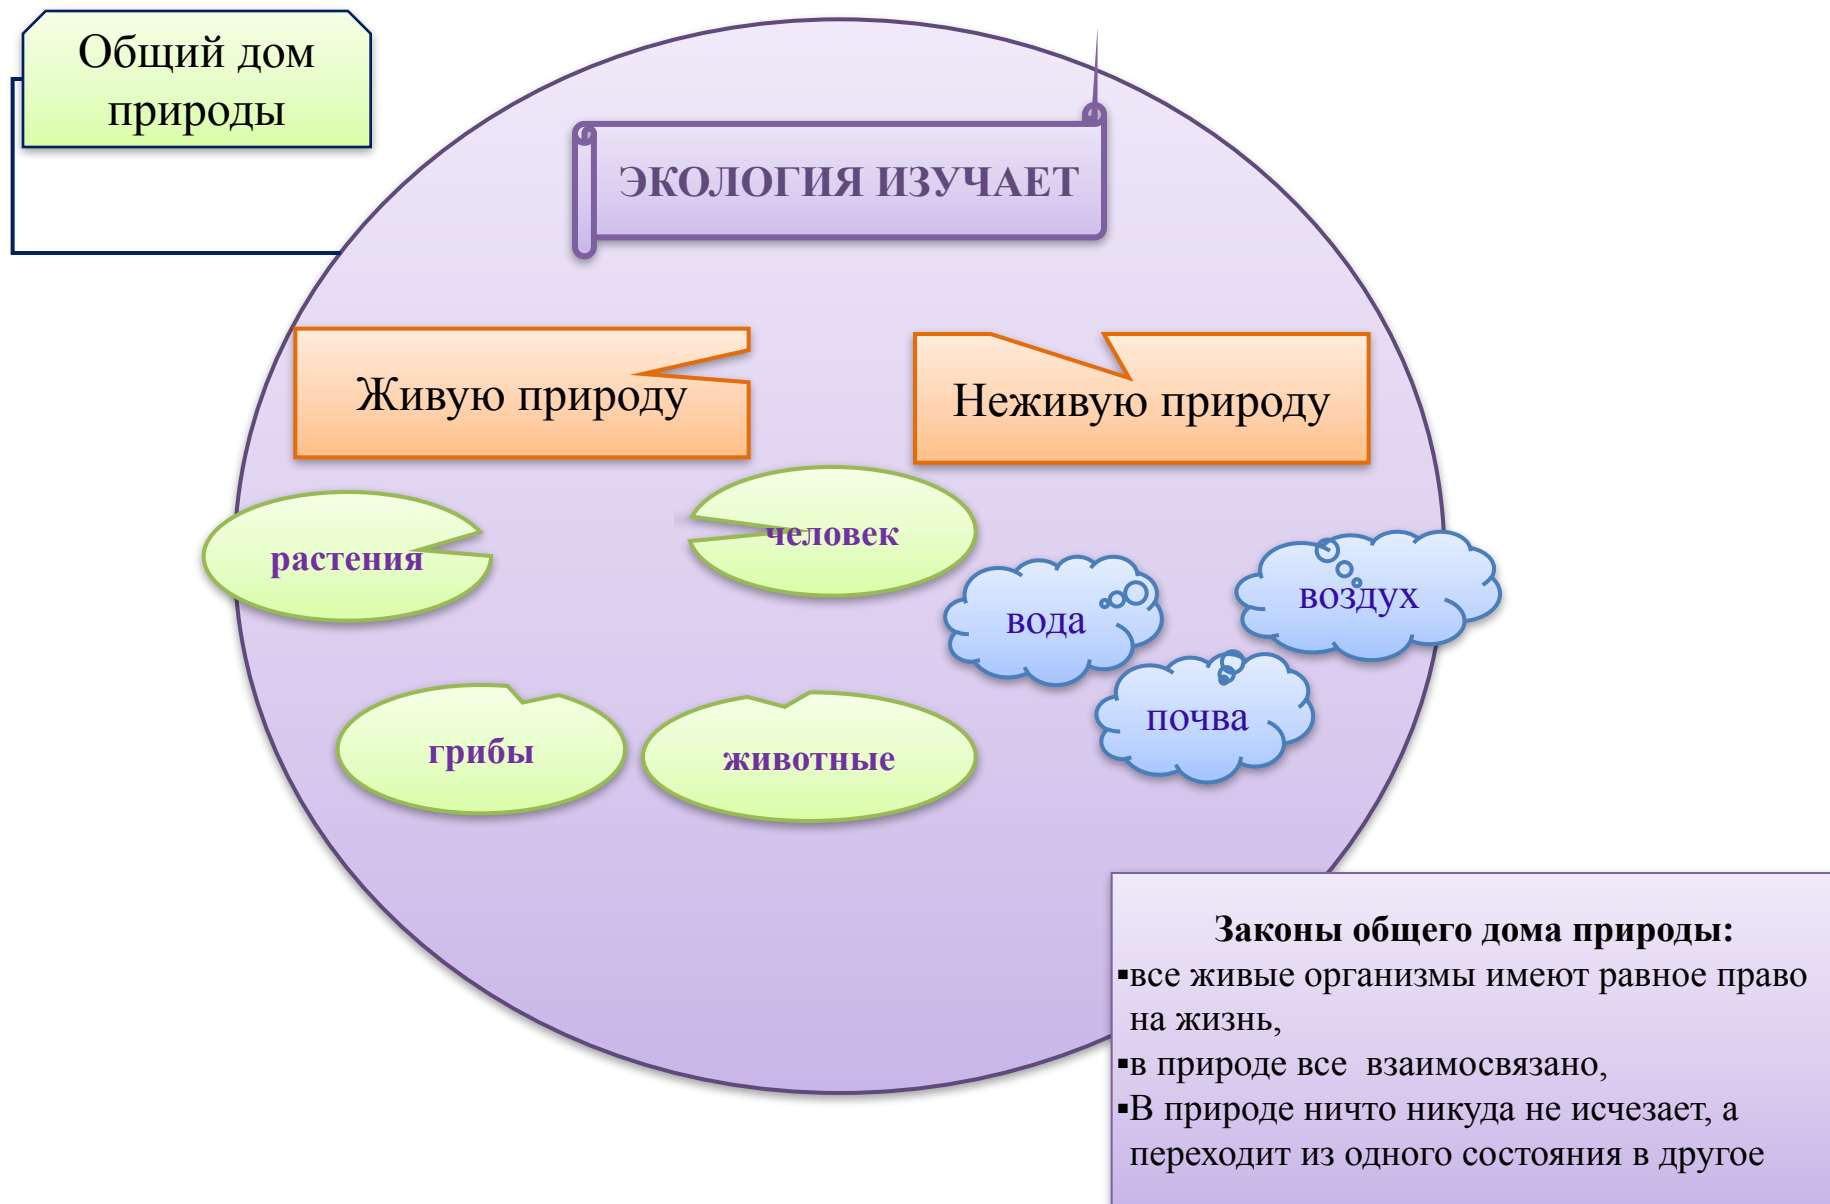 Общий дом
природы
ЭКОЛОГИЯ ИЗУЧАЕТ
Живую природу
Неживую природу
растения
человек
вода
воздух
почва
грибы
животные
Законы общего дома природы:
▪все живые организмы имеют равное право
на жизнь,
▪в природе все  взаимосвязано,
▪В природе ничто никуда не исчезает, а
переходит из одного состояния в другое